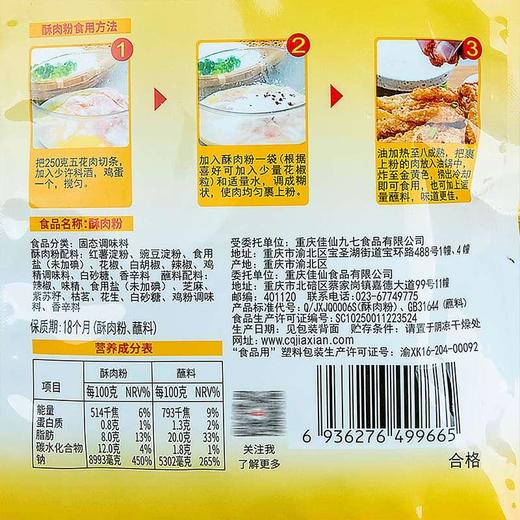 酥肉粉食用方法
1
2
3
把250克五花肉切条,
加入少许料酒,鸡蛋
一个,搅匀。
加入酥肉粉一袋(根据
喜好可加入少量花椒
粒)和适量水,调成糊
状,使肉均匀裹上粉。
油加热至八成熟,把裹
上粉的肉放入油锅中,
炸至金黄色,捞出冷却
即可食用,也可加上适
量蘸料,味道更佳。
食品名称:酥肉粉
食品分类:固态调味料
酥肉粉配料:红薯淀粉、豌豆淀粉、食用
盐(未加碘)、花椒、白胡椒、辣椒、鸡
精调味料、白砂糖、香辛料 蘸料配料:
辣椒、味精、食用盐(未加碘)、芝麻、
紫苏籽、枯茗、花生、白砂糖、鸡粉调味
料、香辛料
保质期:18个月(酥肉粉、蘸料)
营养成分表
项目 酥肉粉 蘸料
每100克 NRV% 每100克 NRV%
能量 514千焦 6% 793千焦 9%
蛋白质 0.8克 1% 1.3克 2%
脂肪 8.0克 13% 20.0克 33%
碳水化合物 12.0克 4% 1.8克 1%
钠 8993毫克 450% 5302毫克 265%
受委托单位:重庆佳仙九七食品有限公司
地址:重庆市渝北区宝圣湖街道宝环路488号11幢、4幢
产地:重庆市渝北区
委托单位:重庆佳仙食品有限公司
地址:重庆市北碚区蔡家岗镇嘉德大道99号11幢
邮编:401120 联系电话:023-67749775
产品标准代号:Q/JXJQ0006S(酥肉粉)、GB31644(蘸料)
食品生产许可证编号:SC10250011223524
生产日期:见包装背面 贮存条件:请置于阴凉干燥处
网址:www.cqjiaxian.com
"食品用"塑料包装生产许可证号:渝XK16-204-00092
关注我
了解更多
6 936276 499665
合格